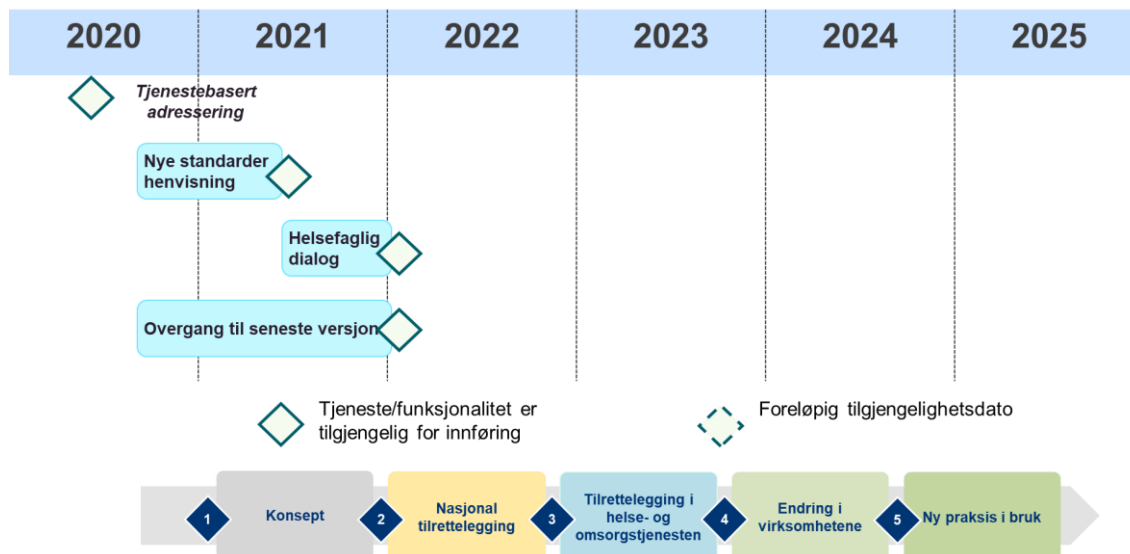 2020 2021 2022 2023 2024 2025
Tjenestebasert
adressering
Nye standarder
henvisning
Helsefaglig
dialog
Overgang til seneste versjon
Tjeneste/funksjonalitet er
tilgjengelig for innføring
Foreløpig tilgjengelighetsdato
1
Konsept
2
Nasjonal
tilrettelegging
3
Tilrettelegging i
helse- og
omsorgstjenesten
4
Endring i
virksomhetene
5
Ny praksis i bruk